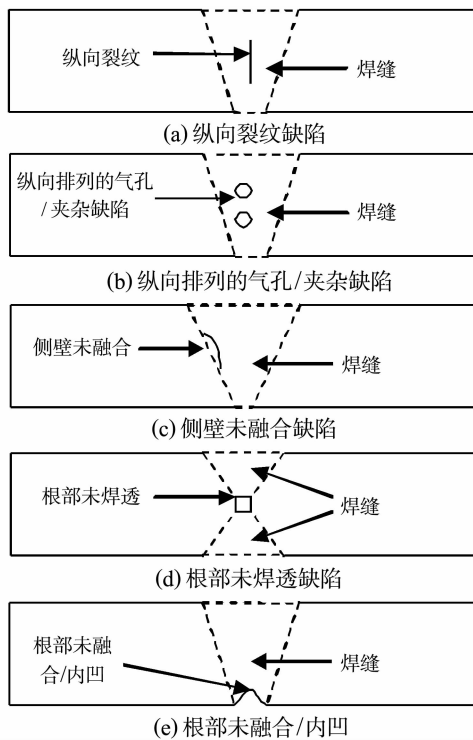 纵向裂纹
焊缝
(a) 纵向裂纹缺陷
纵向排列的气孔
/夹杂缺陷
焊缝
(b) 纵向排列的气孔/夹杂缺陷
侧壁未融合
焊缝
(c) 侧壁未融合缺陷
根部未焊透
焊缝
(d) 根部未焊透缺陷
根部未融
合/内凹
焊缝
(e) 根部未融合/内凹